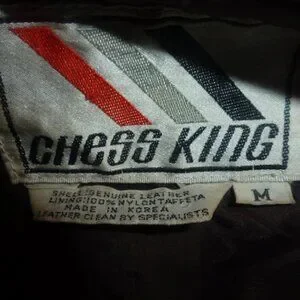 CHESS KING
SHELL: GENUINE LEATHER
LINING: 100% NYLON TAFFETA
MADE IN KOREA
LEATHER CLEAN BY SPECIALISTS
M